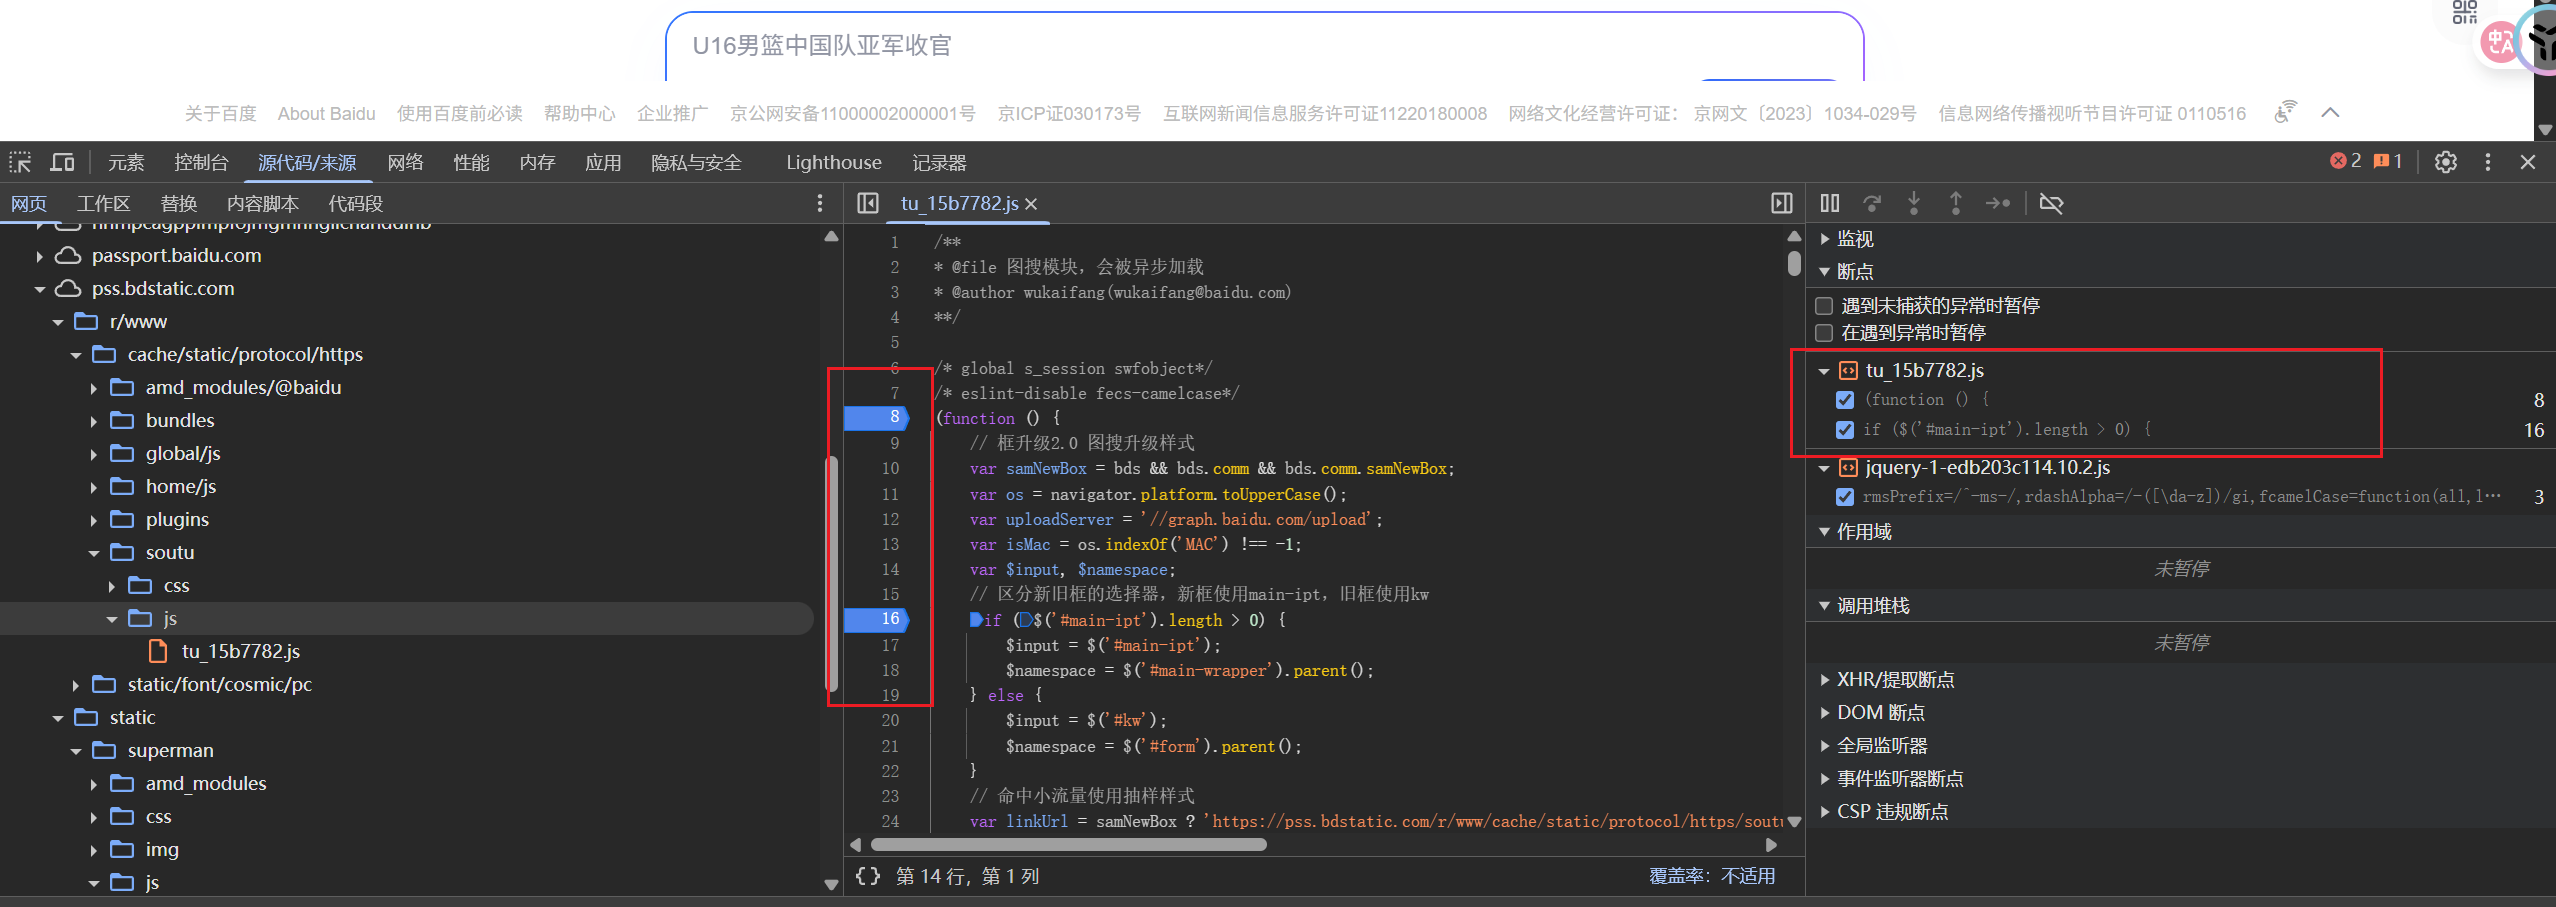 U16男篮中国队亚军收官
关于百度 About Baidu 使用百度前必读 帮助中心 企业推广 京公网安备11000002000001号 京ICP证030173号 互联网新闻信息服务许可证11220180008 网络文化经营许可证： 京网文〔2023〕1034-029号 信息网络传播视听节目许可证 0110516
元素 控制台 源代码/来源 网络 性能 内存 应用 隐私与安全 Lighthouse 记录器 2 1
网页 工作区 替换 内容脚本 代码段
passport.baidu.com
pss.bdstatic.com
r/www
cache/static/protocol/https
amd_modules/@baidu
bundles
global/js
home/js
plugins
soutu
css
js
tu_15b7782.js
static/font/cosmic/pc
static
superman
amd_modules
css
img
js
tu_15b7782.js
1 /**
2 * @file 图搜模块，会被异步加载
3 * @author wukaifang(wukaifang@baidu.com)
4 **/
5
6 /* global s_session swfobject*/
7 /* eslint-disable fecs-camelcase*/
8 (function () {
9 // 框升级2.0 图搜升级样式
10 var samNewBox = bds && bds.comm && bds.comm.samNewBox;
11 var os = navigator.platform.toUpperCase();
12 var uploadServer = '//graph.baidu.com/upload';
13 var isMac = os.indexOf('MAC') !== -1;
14 var $input, $namespace;
15 // 区分新旧框的选择器，新框使用main-ipt，旧框使用kw
16 if ($('#main-ipt').length > 0) {
17 $input = $('#main-ipt');
18 $namespace = $('#main-wrapper').parent();
19 } else {
20 $input = $('#kw');
21 $namespace = $('#form').parent();
22 }
23 // 命中小流量使用抽样样式
24 var linkUrl = samNewBox ? 'https://pss.bdstatic.com/r/www/cache/static/protocol/https/soutu
{} 第 14 行，第 1 列 覆盖率：不适用
监视
断点
遇到未捕获的异常时暂停
在遇到异常时暂停
tu_15b7782.js
(function () { 8
if ($('#main-ipt').length > 0) { 16
jquery-1-edb203c114.10.2.js
rmsPrefix=/^-ms-/,rdashAlpha=/-([\da-z])/gi,fcamelCase=function(all,l… 3
作用域
未暂停
调用堆栈
未暂停
XHR/提取断点
DOM 断点
全局监听器
事件监听器断点
CSP 违规断点